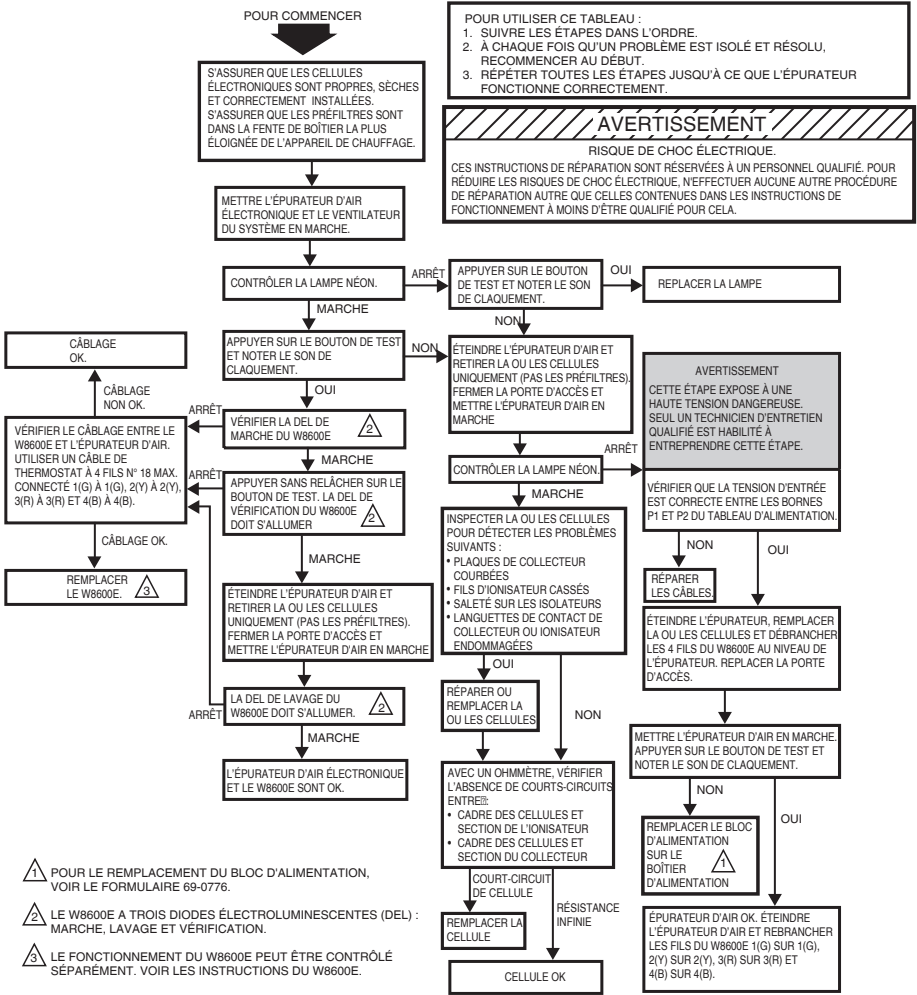 POUR COMMENCER
POUR UTILISER CE TABLEAU :
1. SUIVRE LES ÉTAPES DANS L'ORDRE.
2. À CHAQUE FOIS QU'UN PROBLÈME EST ISOLÉ ET RÉSOLU,
RECOMMENCER AU DÉBUT.
3. RÉPÉTER TOUTES LES ÉTAPES JUSQU'À CE QUE L'ÉPURATEUR
FONCTIONNE CORRECTEMENT.
AVERTISSEMENT
RISQUE DE CHOC ÉLECTRIQUE.
CES INSTRUCTIONS DE RÉPARATION SONT RÉSERVÉES À UN PERSONNEL QUALIFIÉ. POUR
RÉDUIRE LES RISQUES DE CHOC ÉLECTRIQUE, N'EFFECTUER AUCUNE AUTRE PROCÉDURE
DE RÉPARATION AUTRE QUE CELLES CONTENUES DANS LES INSTRUCTIONS DE
FONCTIONNEMENT À MOINS D'ÊTRE QUALIFIÉ POUR CELA.
S'ASSURER QUE LES CELLULES
ÉLECTRONIQUES SONT PROPRES, SÈCHES
ET CORRECTEMENT INSTALLÉES.
S'ASSURER QUE LES PRÉFILTRES SONT
DANS LA FENTE DE BOÎTIER LA PLUS
ÉLOIGNÉE DE L'APPAREIL DE CHAUFFAGE.
METTRE L'ÉPURATEUR D'AIR
ÉLECTRONIQUE ET LE VENTILATEUR
DU SYSTÈME EN MARCHE.
CONTRÔLER LA LAMPE NÉON.
ARRÊT
APPUYER SUR LE BOUTON
DE TEST ET NOTER LE SON
DE CLAQUEMENT.
OUI
REPLACER LA LAMPE
MARCHE
NON
APPUYER SUR LE BOUTON DE TEST
ET NOTER LE SON DE
CLAQUEMENT.
NON
ÉTEINDRE L'ÉPURATEUR D'AIR ET
RETIRER LA OU LES CELLULES
UNIQUEMENT (PAS LES PRÉFILTRES).
FERMER LA PORTE D'ACCÈS ET
METTRE L'ÉPURATEUR D'AIR EN
MARCHE
OUI
VÉRIFIER LA DEL DE
MARCHE DU W8600E
2
ARRÊT
CÂBLAGE
OK.
CÂBLAGE
NON OK.
VÉRIFIER LE CÂBLAGE ENTRE LE
W8600E ET L'ÉPURATEUR D'AIR.
UTILISER UN CÂBLE DE
THERMOSTAT À 4 FILS N° 18 MAX.
CONNECTÉ 1(G) À 1(G), 2(Y) À 2(Y),
3(R) À 3(R) ET 4(B) À 4(B).
CÂBLAGE OK.
REMPLACER
LE W8600E.
3
MARCHE
ARRÊT
APPUYER SANS RELÂCHER SUR LE
BOUTON DE TEST. LA DEL DE
VÉRIFICATION DU W8600E
DOIT S'ALLUMER
2
MARCHE
ÉTEINDRE L'ÉPURATEUR D'AIR ET
RETIRER LA OU LES CELLULES
UNIQUEMENT (PAS LES PRÉFILTRES).
FERMER LA PORTE D'ACCÈS ET
METTRE L'ÉPURATEUR D'AIR EN MARCHE
ARRÊT
LA DEL DE LAVAGE DU
W8600E DOIT S'ALLUMER.
2
MARCHE
L'ÉPURATEUR D'AIR ÉLECTRONIQUE
ET LE W8600E SONT OK.
CONTRÔLER LA LAMPE NÉON.
ARRÊT
MARCHE
INSPECTER LA OU LES CELLULES
POUR DÉTECTER LES PROBLÈMES
SUIVANTS :
• PLAQUES DE COLLECTEUR
COURBÉES
• FILS D'IONISATEUR CASSÉS
• SALETÉ SUR LES ISOLATEURS
• LANGUETTES DE CONTACT DE
COLLECTEUR OU IONISATEUR
ENDOMMAGÉES
OUI
NON
RÉPARER OU
REMPLACER LA
OU LES CELLULES
AVEC UN OHMMÈTRE, VÉRIFIER
L'ABSENCE DE COURTS-CIRCUITS
ENTRE:
• CADRE DES CELLULES ET
SECTION DE L'IONISATEUR
• CADRE DES CELLULES ET
SECTION DU COLLECTEUR
COURT-CIRCUIT
DE CELLULE
RÉSISTANCE
INFINIE
REMPLACER LA
CELLULE
CELLULE OK
AVERTISSEMENT
CETTE ÉTAPE EXPOSE À UNE
HAUTE TENSION DANGEREUSE.
SEUL UN TECHNICIEN D'ENTRETIEN
QUALIFIÉ EST HABILITÉ À
ENTREPRENDRE CETTE ÉTAPE.
VÉRIFIER QUE LA TENSION D'ENTRÉE
EST CORRECTE ENTRE LES BORNES
P1 ET P2 DU TABLEAU D'ALIMENTATION.
NON
OUI
RÉPARER
LES CÂBLES.
ÉTEINDRE L'ÉPURATEUR, REMPLACER
LA OU LES CELLULES ET DÉBRANCHER
LES 4 FILS DU W8600E AU NIVEAU DE
L'ÉPURATEUR. REPLACER LA PORTE
D'ACCÈS.
METTRE L'ÉPURATEUR D'AIR EN MARCHE.
APPUYER SUR LE BOUTON DE TEST ET
NOTER LE SON DE CLAQUEMENT.
NON
OUI
REMPLACER LE BLOC
D'ALIMENTATION
SUR LE
BOÎTIER
D'ALIMENTATION
1
ÉPURATEUR D'AIR OK. ÉTEINDRE
L'ÉPURATEUR D'AIR ET REBRANCHER
LES FILS DU W8600E 1(G) SUR 1(G),
2(Y) SUR 2(Y), 3(R) SUR 3(R) ET
4(B) SUR 4(B).
1 POUR LE REMPLACEMENT DU BLOC D'ALIMENTATION,
VOIR LE FORMULAIRE 69-0776.
2 LE W8600E A TROIS DIODES ÉLECTROLUMINESCENTES (DEL) :
MARCHE, LAVAGE ET VÉRIFICATION.
3 LE FONCTIONNEMENT DU W8600E PEUT ÊTRE CONTRÔLÉ
SÉPARÉMENT. VOIR LES INSTRUCTIONS DU W8600E.